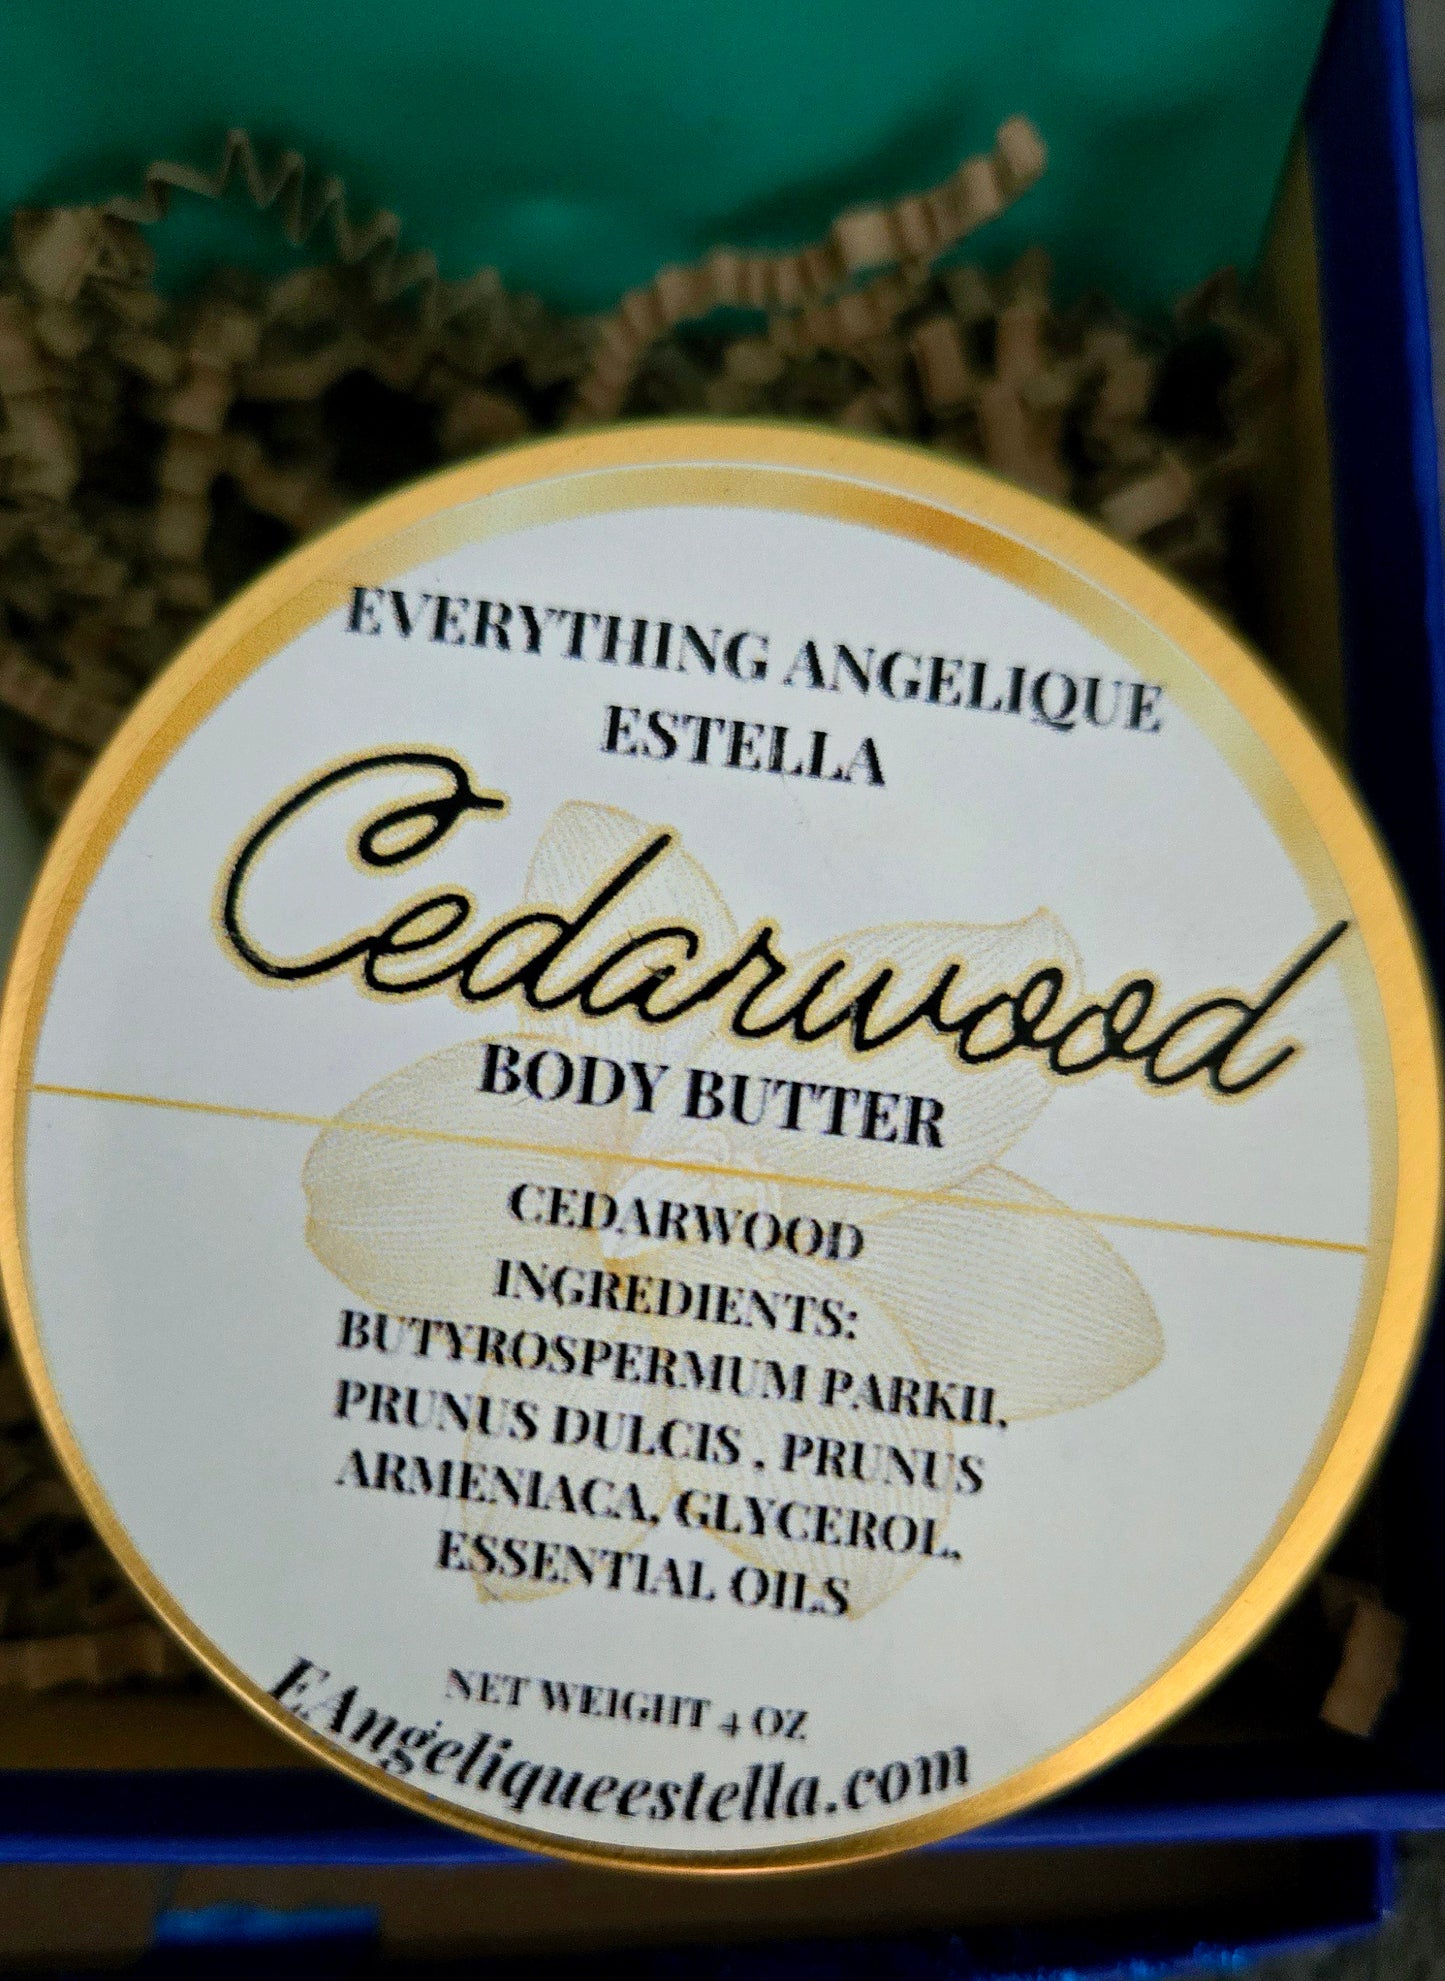 EVERYTHING ANGELIQUE
ESTELLA
Cedarwood
BODY BUTTER
CEDARWOOD
INGREDIENTS:
BUTYROSPERMUM PARKII,
PRUNUS DULCIS , PRUNUS
ARMENIACA, GLYCEROL,
ESSENTIAL OILS
NET WEIGHT 4 OZ
EAngeliqueestella.com